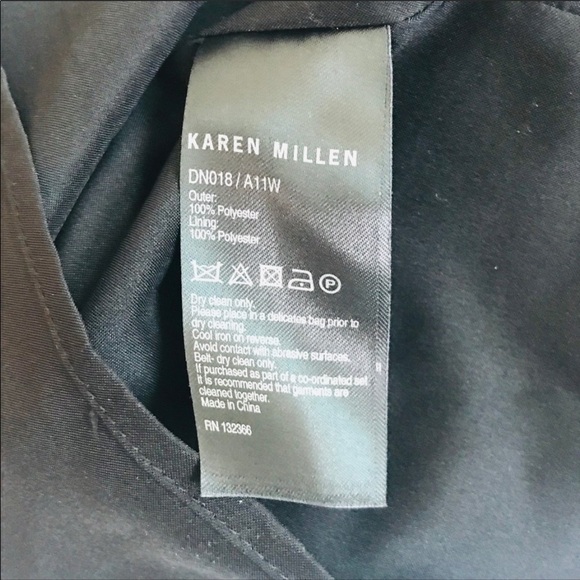 KAREN MILLEN
DN018 / A11W
Outer:
100% Polyester
Lining:
100% Polyester
P
Dry clean only.
Please place in a delicates bag prior to
dry cleaning.
Cool iron on reverse.
Avoid contact with abrasive surfaces.
Belt- dry clean only.
If purchased as part of a co-ordinated set
it is recommended that garments are
cleaned together.
Made in China
RN 132366